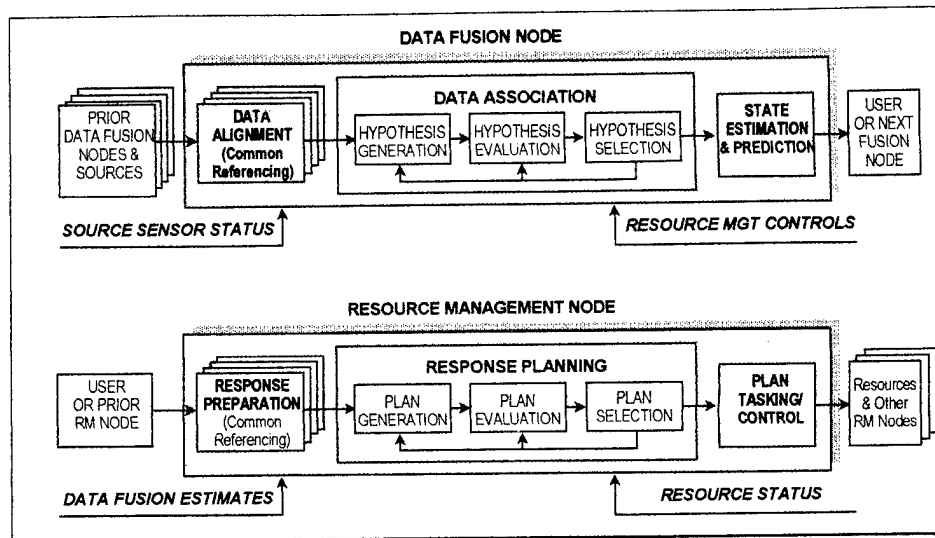 DATA FUSION NODE
PRIOR
DATA FUSION
NODES &
SOURCES
DATA
ALIGNMENT
(Common
Referencing)
DATA ASSOCIATION
HYPOTHESIS
GENERATION
HYPOTHESIS
EVALUATION
HYPOTHESIS
SELECTION
STATE
ESTIMATION
& PREDICTION
USER
OR NEXT
FUSION
NODE
SOURCE SENSOR STATUS
RESOURCE MGT CONTROLS
RESOURCE MANAGEMENT NODE
USER
OR PRIOR
RM NODE
RESPONSE
PREPARATION
(Common
Referencing)
RESPONSE PLANNING
PLAN
GENERATION
PLAN
EVALUATION
PLAN
SELECTION
PLAN
TASKING/
CONTROL
Resources
& Other
RM Nodes
DATA FUSION ESTIMATES
RESOURCE STATUS